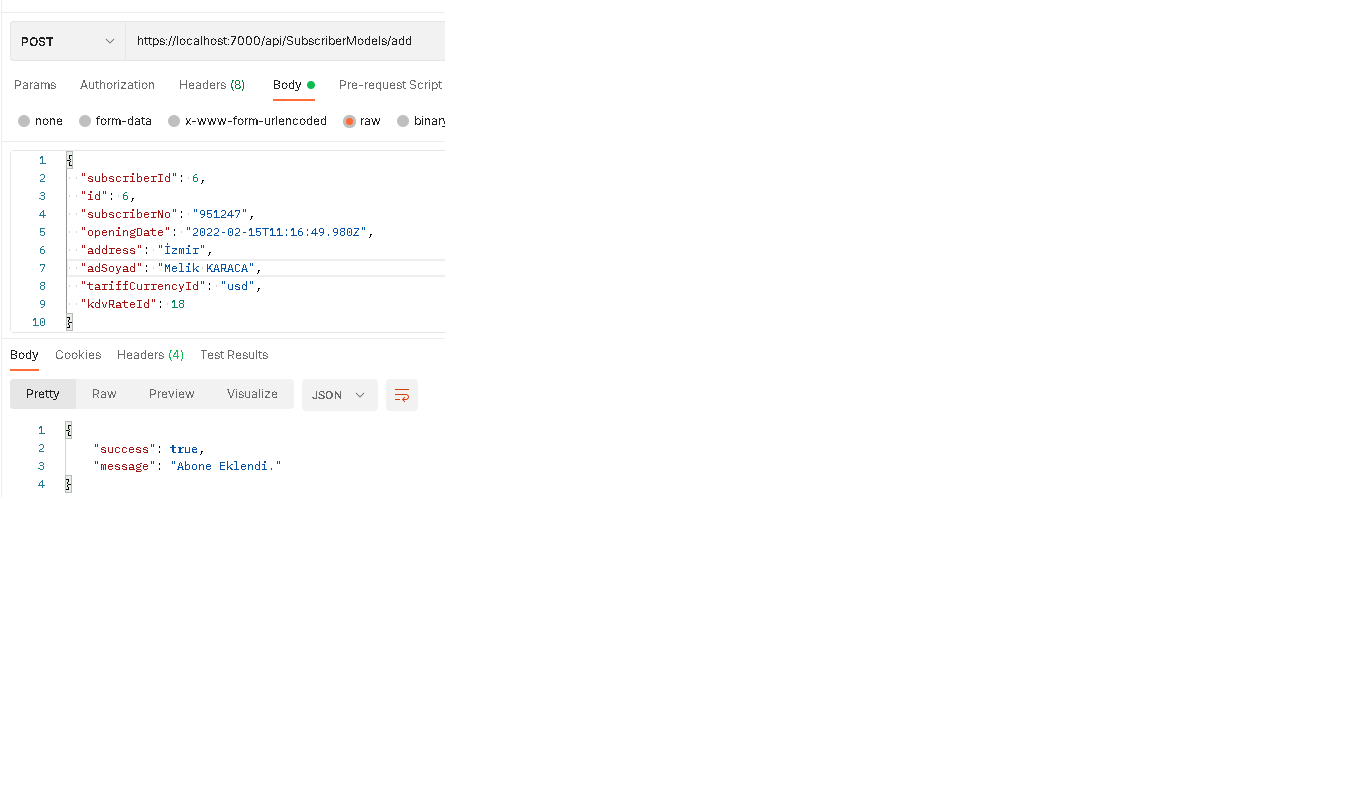 POST https://localhost:7000/api/SubscriberModels/add
Params Authorization Headers (8) Body Pre-request Script
none form-data x-www-form-urlencoded raw binary
1 {
2 "subscriberId": 6,
3 "id": 6,
4 "subscriberNo": "951247",
5 "openingDate": "2022-02-15T11:16:49.980Z",
6 "address": "İzmir",
7 "adSoyad": "Melik KARACA",
8 "tariffCurrencyId": "usd",
9 "kdvRateId": 18
10 }
Body Cookies Headers (4) Test Results
Pretty Raw Preview Visualize JSON
1 {
2 "success": true,
3 "message": "Abone Eklendi."
4 }